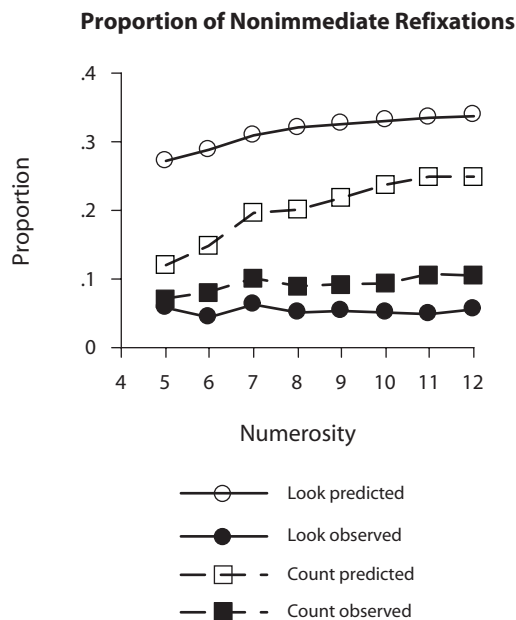 Proportion of Nonimmediate Refixations
.4
.3
.2
.1
0
Proportion
4 5 6 7 8 9 10 11 12
Numerosity
Look predicted
Look observed
Count predicted
Count observed